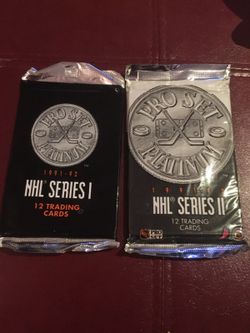 PRO SET
PLATINUM
1991-92
NHL SERIES I
12 TRADING
CARDS
PRO SET
PLATINUM
NHL SERIES II
12 TRADING
CARDS